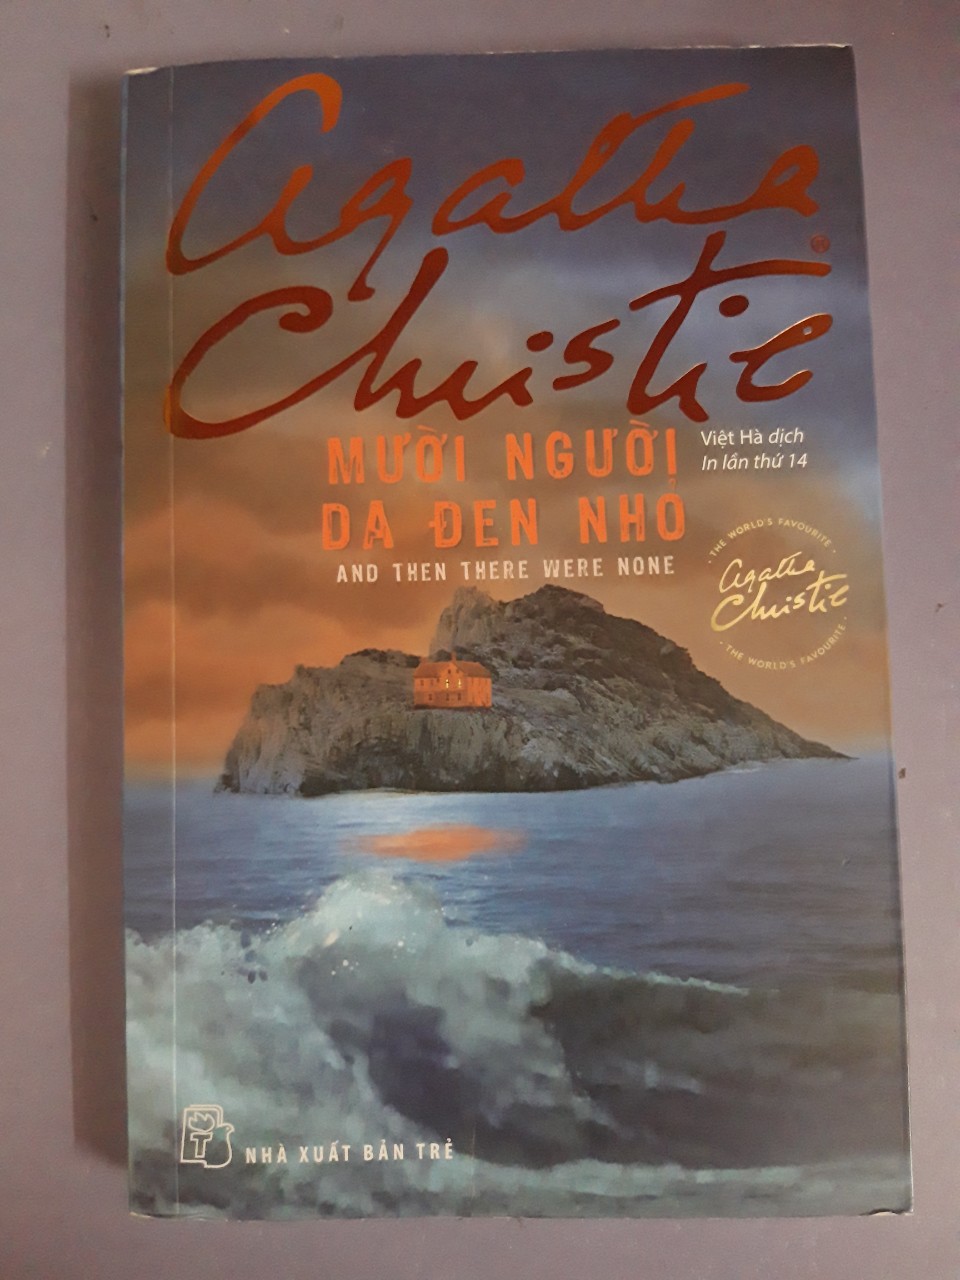 Agatha
Christie®
MƯỜI NGƯỜI
DA ĐEN NHỎ
AND THEN THERE WERE NONE
Việt Hà dịch
In lần thứ 14
· THE WORLD'S FAVOURITE ·
Agatha
Christie
· THE WORLD'S FAVOURITE ·
T
NHÀ XUẤT BẢN TRẺ